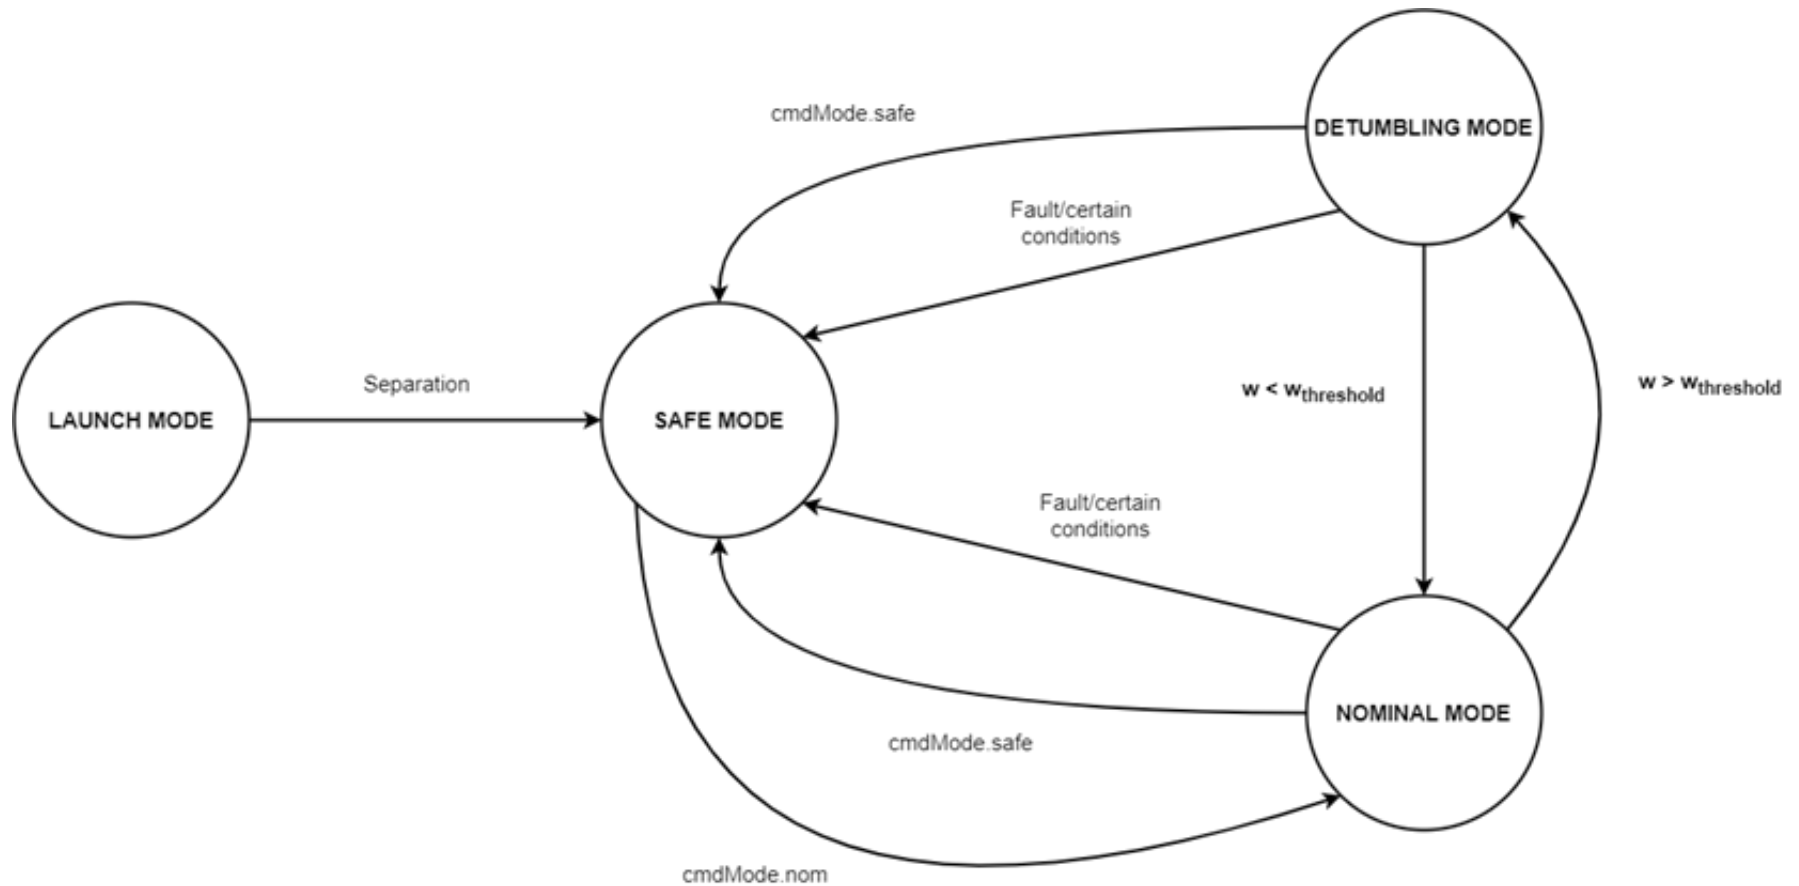 DETUMBLING MODE
cmdMode.safe
Fault/certain
conditions
LAUNCH MODE
Separation
SAFE MODE
w < wthreshold
w > wthreshold
Fault/certain
conditions
NOMINAL MODE
cmdMode.safe
cmdMode.nom